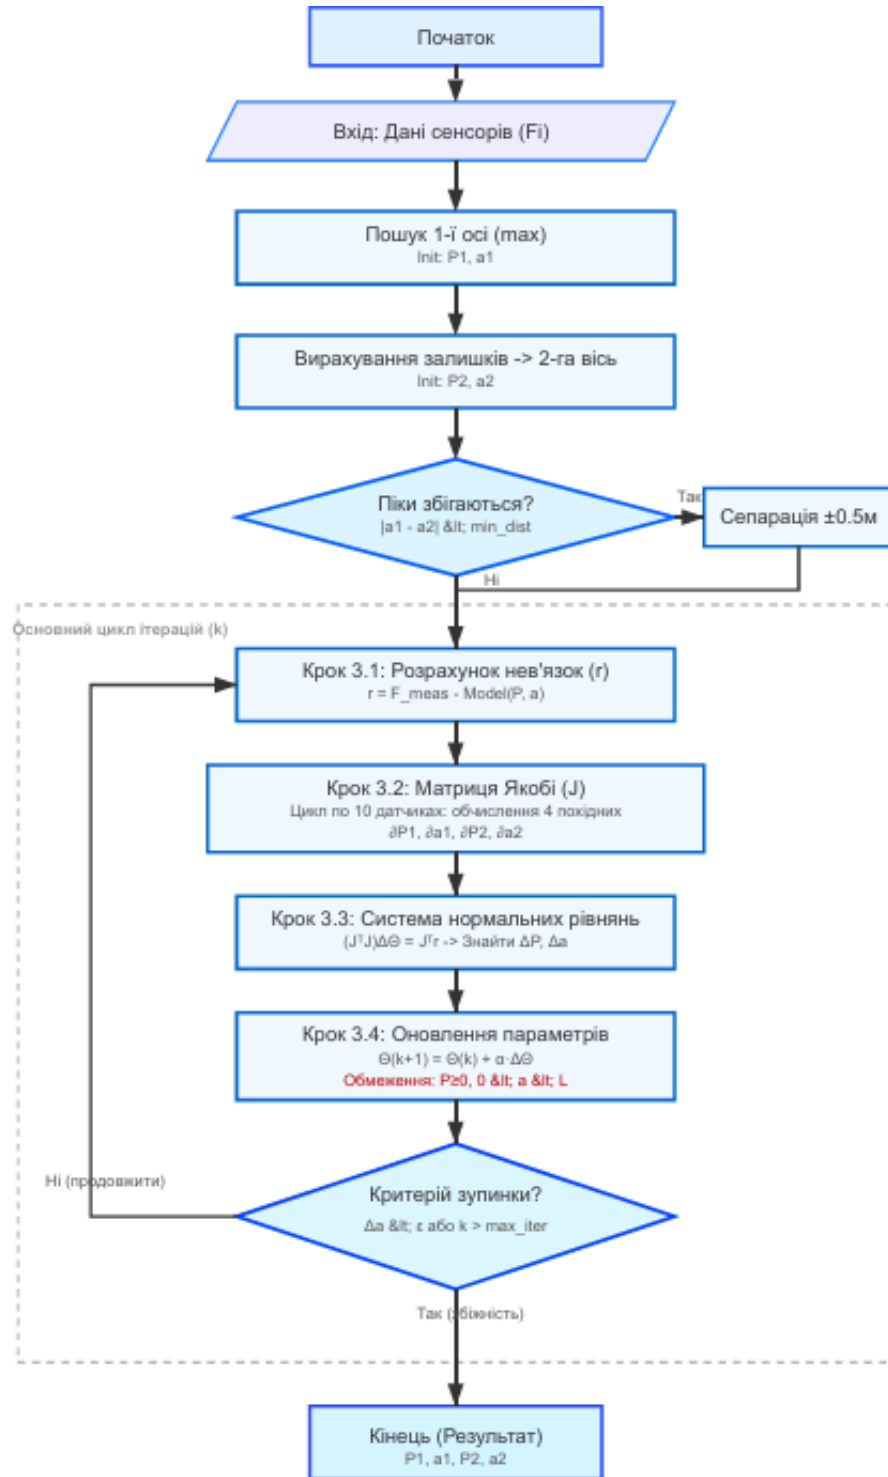 Початок
Вхід: Дані сенсорів (Fi)
Пошук 1-ї осі (max)
Init: P1, a1
Вирахування залишків -> 2-га вісь
Init: P2, a2
Піки збігаються?
|a1 - a2| &lt; min_dist
Так
Сепарація ±0.5м
Ні
Основний цикл ітерацій (k)
Крок 3.1: Розрахунок нев'язок (r)
r = F_meas - Model(P, a)
Крок 3.2: Матриця Якобі (J)
Цикл по 10 датчиках: обчислення 4 похідних
∂P1, ∂a1, ∂P2, ∂a2
Крок 3.3: Система нормальних рівнянь
(JᵀJ)ΔΘ = Jᵀr -> Знайти ΔP, Δa
Крок 3.4: Оновлення параметрів
Θ(k+1) = Θ(k) + α·ΔΘ
Обмеження: P≥0, 0 &lt; a &lt; L
Ні (продовжити)
Критерій зупинки?
Δa &lt; ε або k > max_iter
Так (збіжність)
Кінець (Результат)
P1, a1, P2, a2